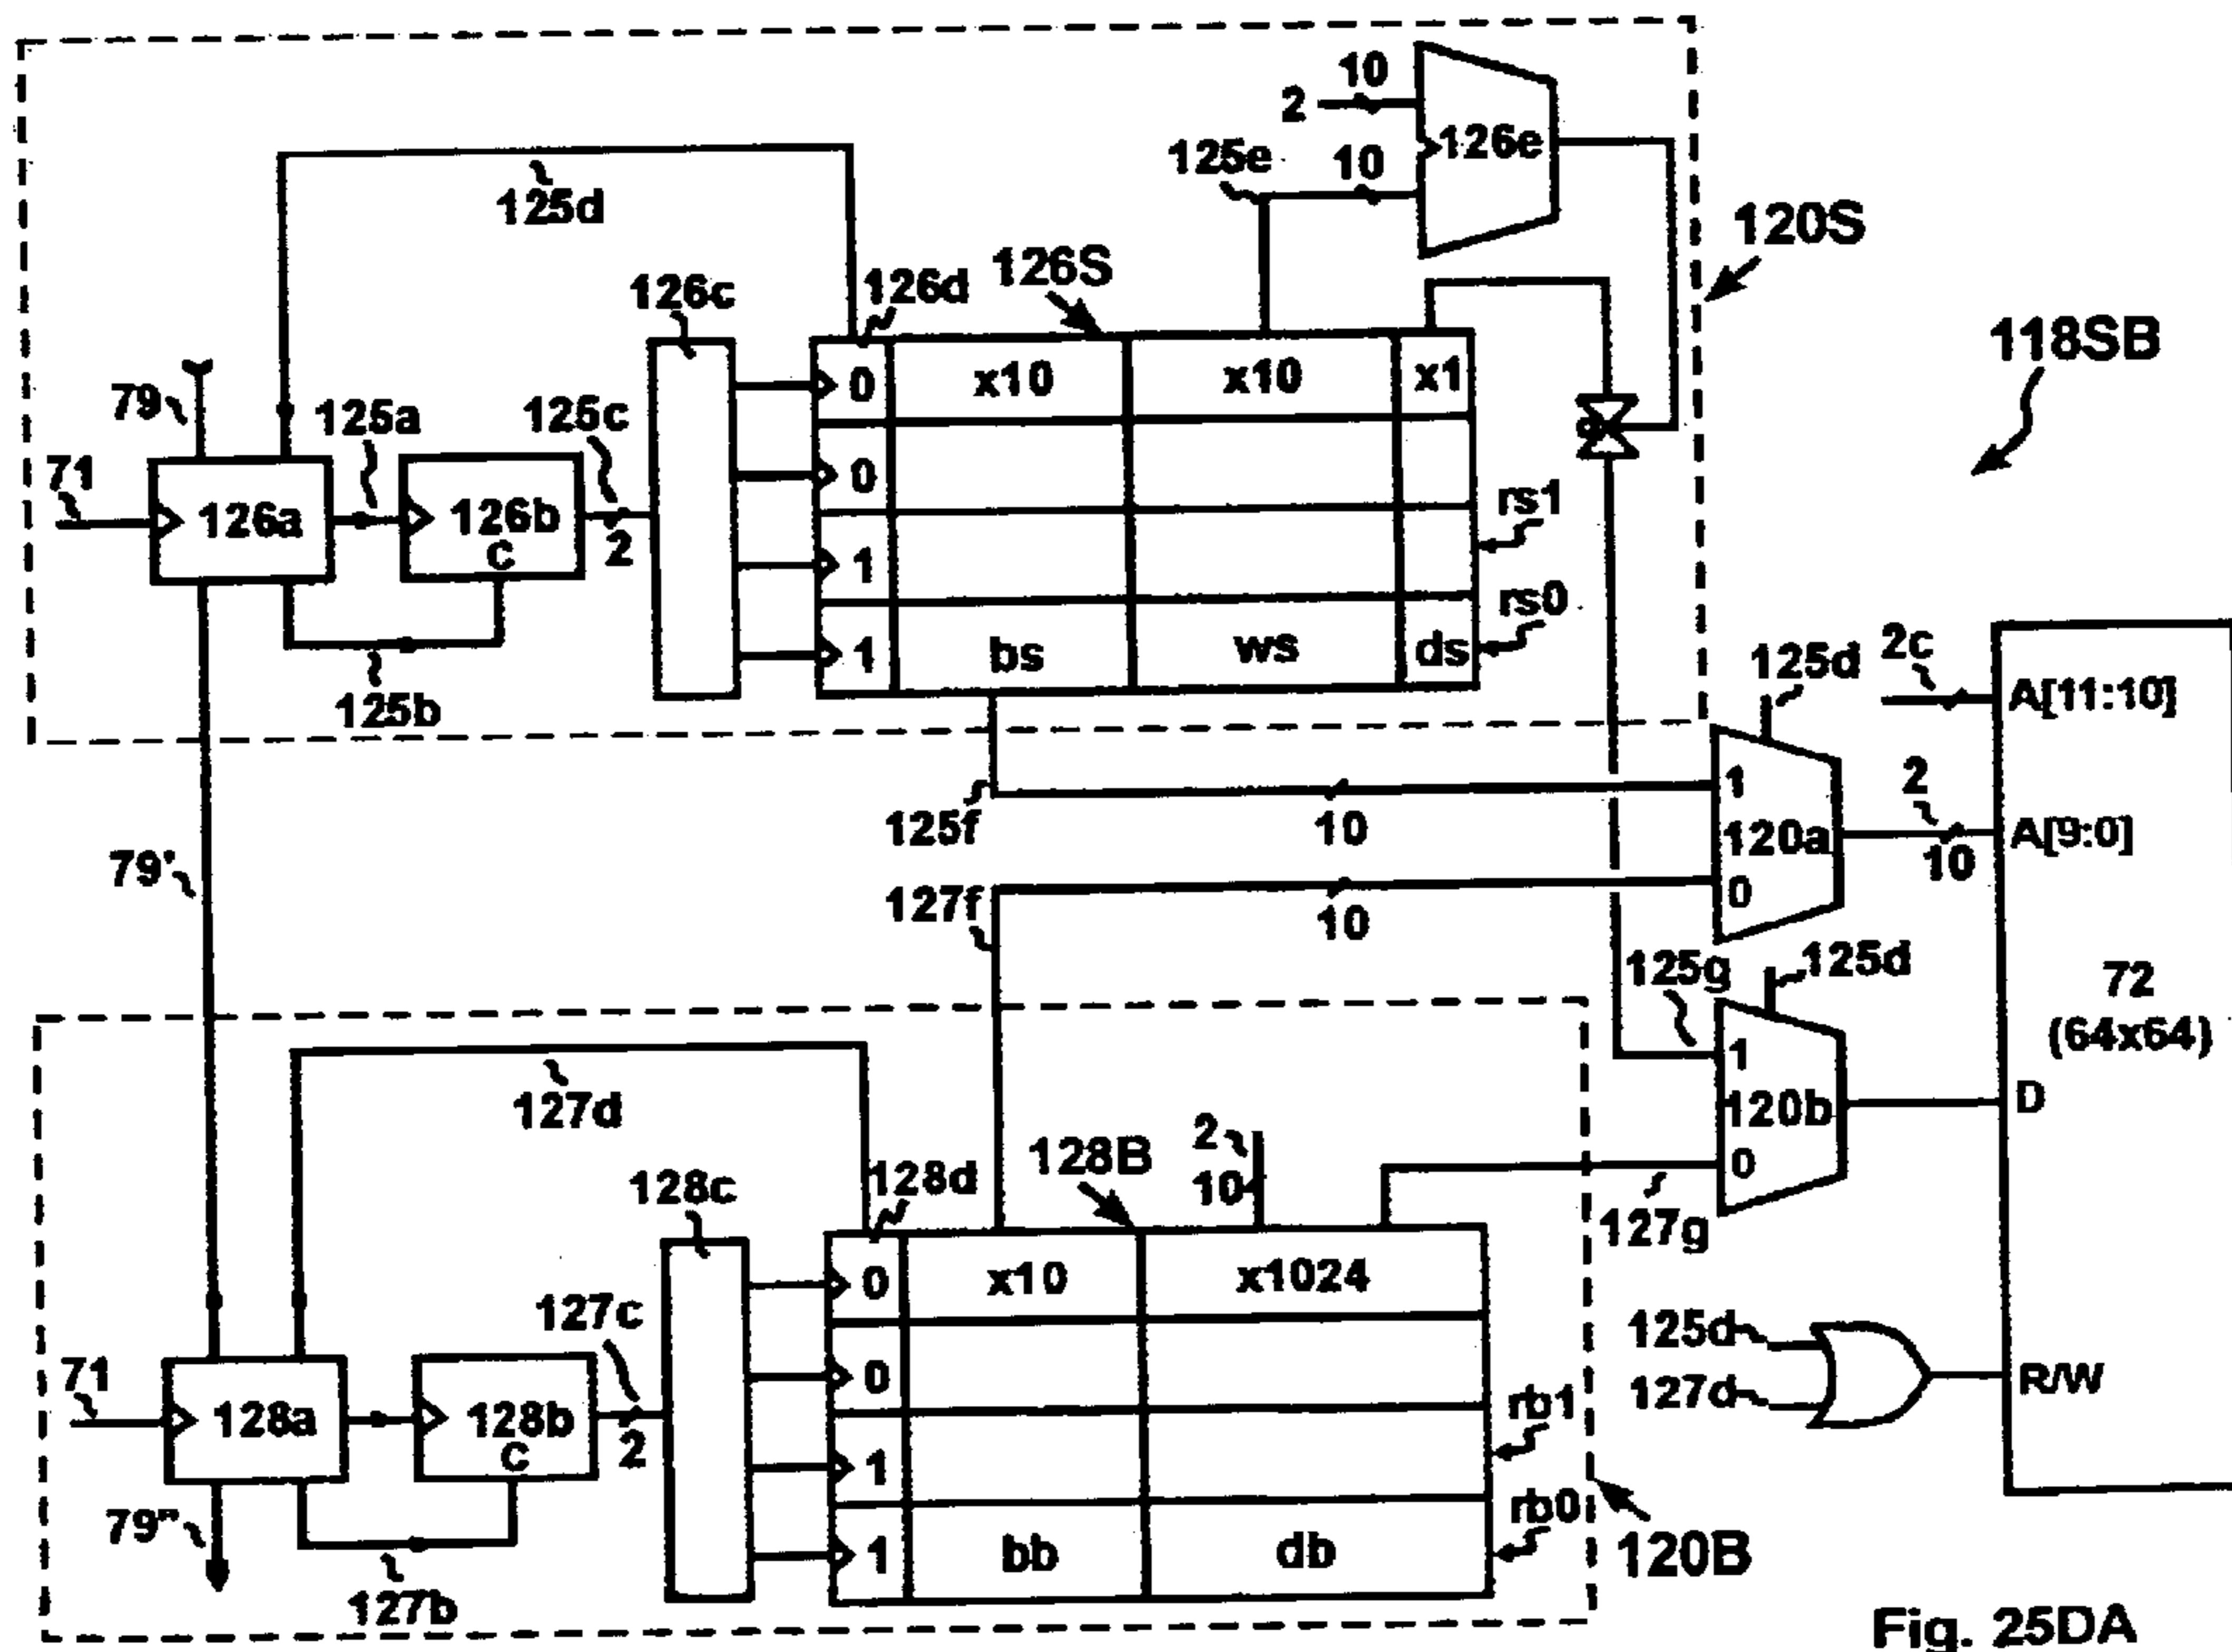 10
2
126e
125e
10
125d
120S
126S
126d
126c
118SB
79
125a
125c
0
x10
x10
x1
71
126a
126b
C
2
0
rs1
1
rs0
1
bs
ws
ds
125b
125d
2c
A[11:10]
125f
10
1
120a
0
2
10
A[9:0]
79'
127f
10
125g
125d
72
(64x64)
127d
1
120b
0
D
128B
2
10
128d
128c
127g
0
x10
x1024
127c
71
128a
128b
C
2
0
125d
127d
R/W
rb1
1
rb0
1
bb
db
79"
127b
120B
Fig. 25DA